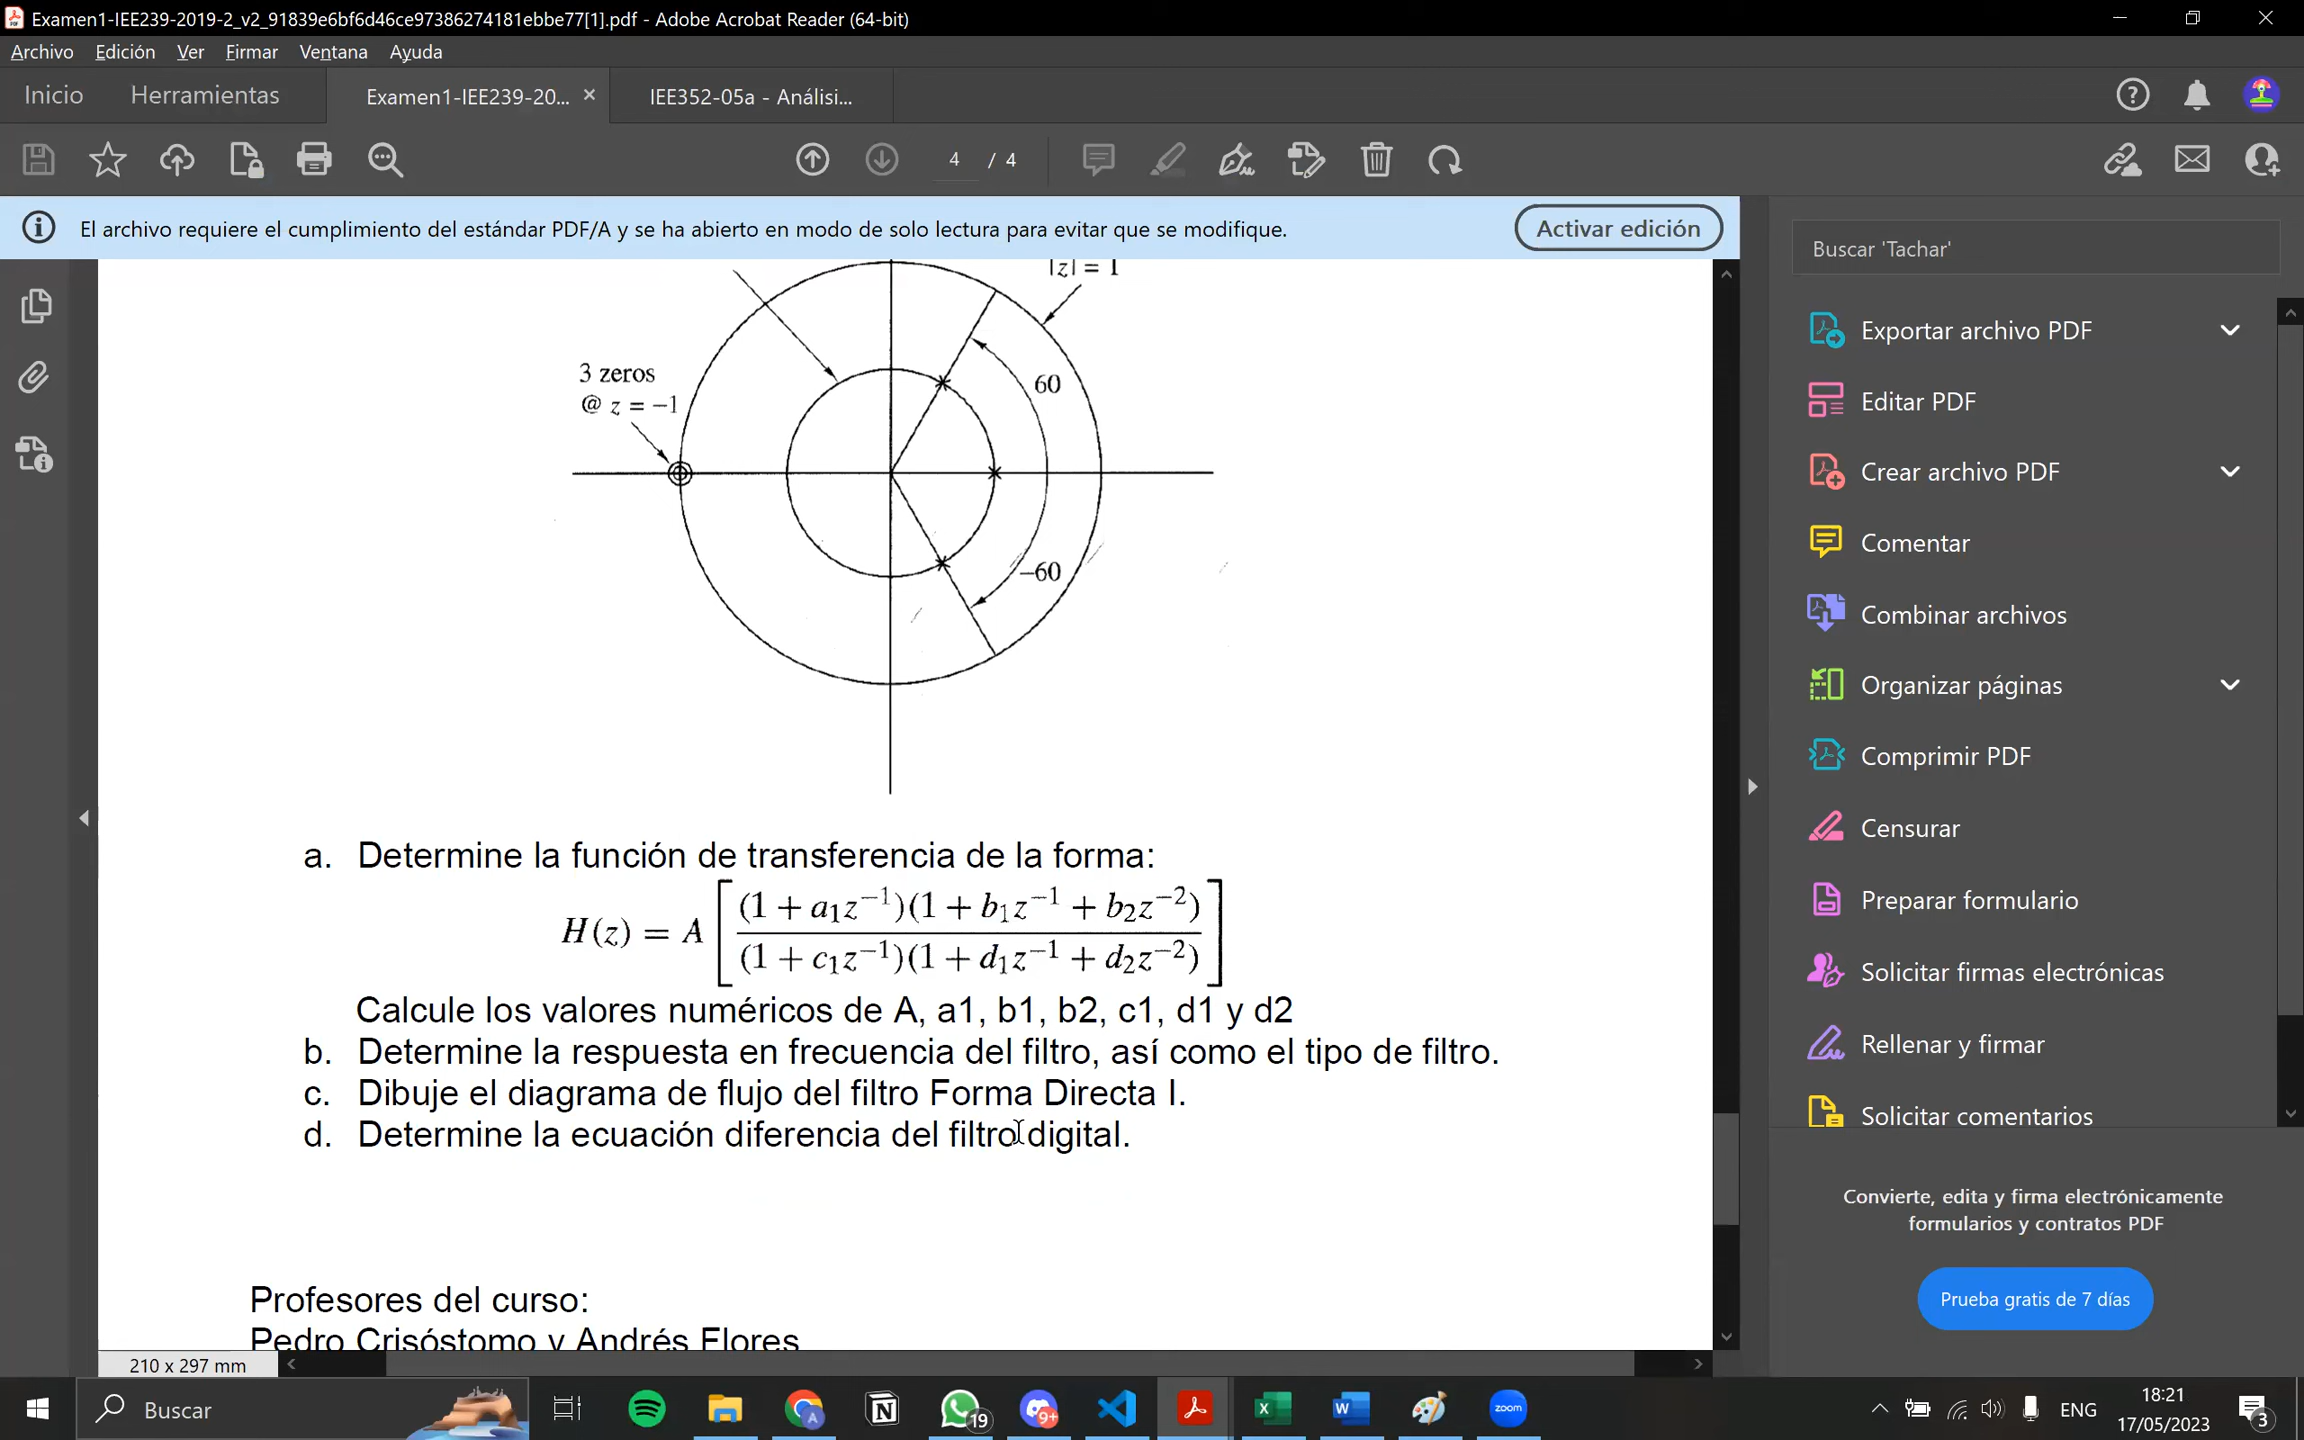 Examen1-IEE239-2019-2_v2_91839e6bf6d46ce97386274181ebbe77[1].pdf - Adobe Acrobat Reader (64-bit)
Archivo Edición Ver Firmar Ventana Ayuda
Inicio Herramientas Examen1-IEE239-20... × IEE352-05a - Análisi...
4 / 4
El archivo requiere el cumplimiento del estándar PDF/A y se ha abierto en modo de solo lectura para evitar que se modifique.
Activar edición
|z| = 1
3 zeros
@ z = −1
60
−60
a. Determine la función de transferencia de la forma:
H(z) = A [ (1 + a₁z⁻¹)(1 + b₁z⁻¹ + b₂z⁻²) / (1 + c₁z⁻¹)(1 + d₁z⁻¹ + d₂z⁻²) ]
Calcule los valores numéricos de A, a1, b1, b2, c1, d1 y d2
b. Determine la respuesta en frecuencia del filtro, así como el tipo de filtro.
c. Dibuje el diagrama de flujo del filtro Forma Directa I.
d. Determine la ecuación diferencia del filtro digital.
Profesores del curso:
Pedro Crisóstomo y Andrés Flores
210 x 297 mm
Buscar 'Tachar'
Exportar archivo PDF
Editar PDF
Crear archivo PDF
Comentar
Combinar archivos
Organizar páginas
Comprimir PDF
Censurar
Preparar formulario
Solicitar firmas electrónicas
Rellenar y firmar
Solicitar comentarios
Convierte, edita y firma electrónicamente
formularios y contratos PDF
Prueba gratis de 7 días
Buscar
19
9+
zoom
ENG
18:21
17/05/2023
3